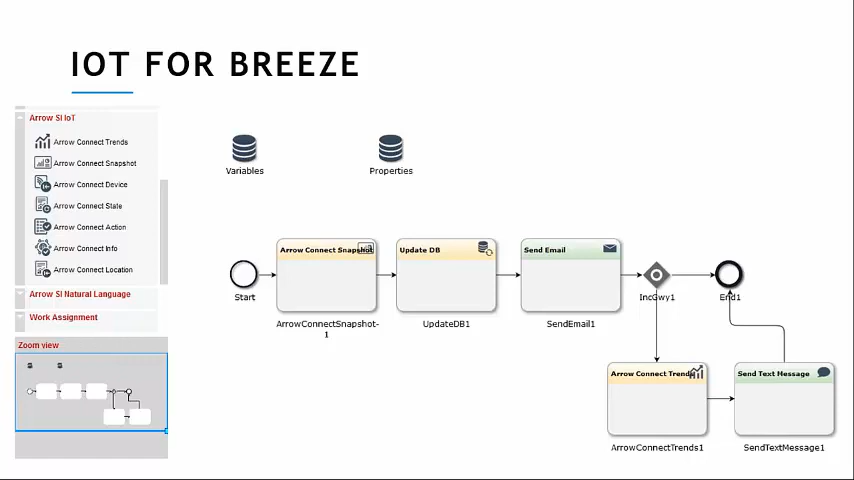 IOT FOR BREEZE
Arrow SI IoT
Arrow Connect Trends
Arrow Connect Snapshot
Arrow Connect Device
Arrow Connect State
Arrow Connect Action
Arrow Connect Info
Arrow Connect Location
Arrow SI Natural Language
Work Assignment
Zoom view
Variables
Properties
Start
Arrow Connect Snapshot
ArrowConnectSnapshot-
1
Update DB
UpdateDB1
Send Email
SendEmail1
IncGwy1
End1
Arrow Connect Trends
ArrowConnectTrends1
Send Text Message
SendTextMessage1